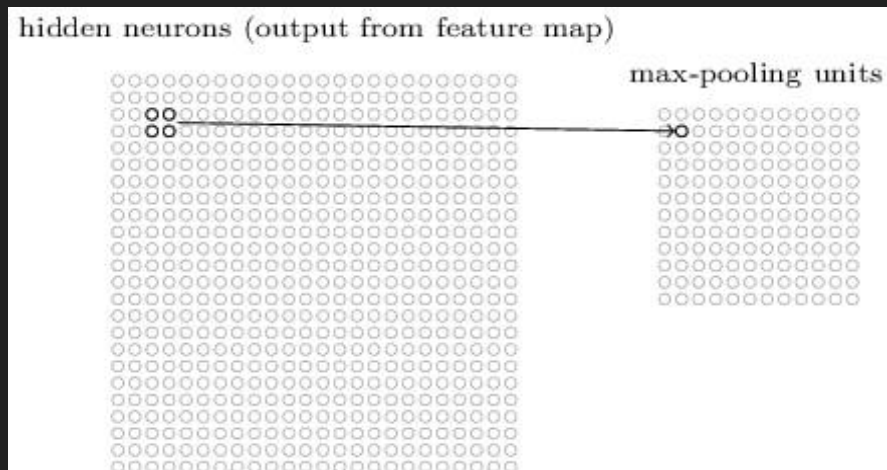 hidden neurons (output from feature map)
max-pooling units